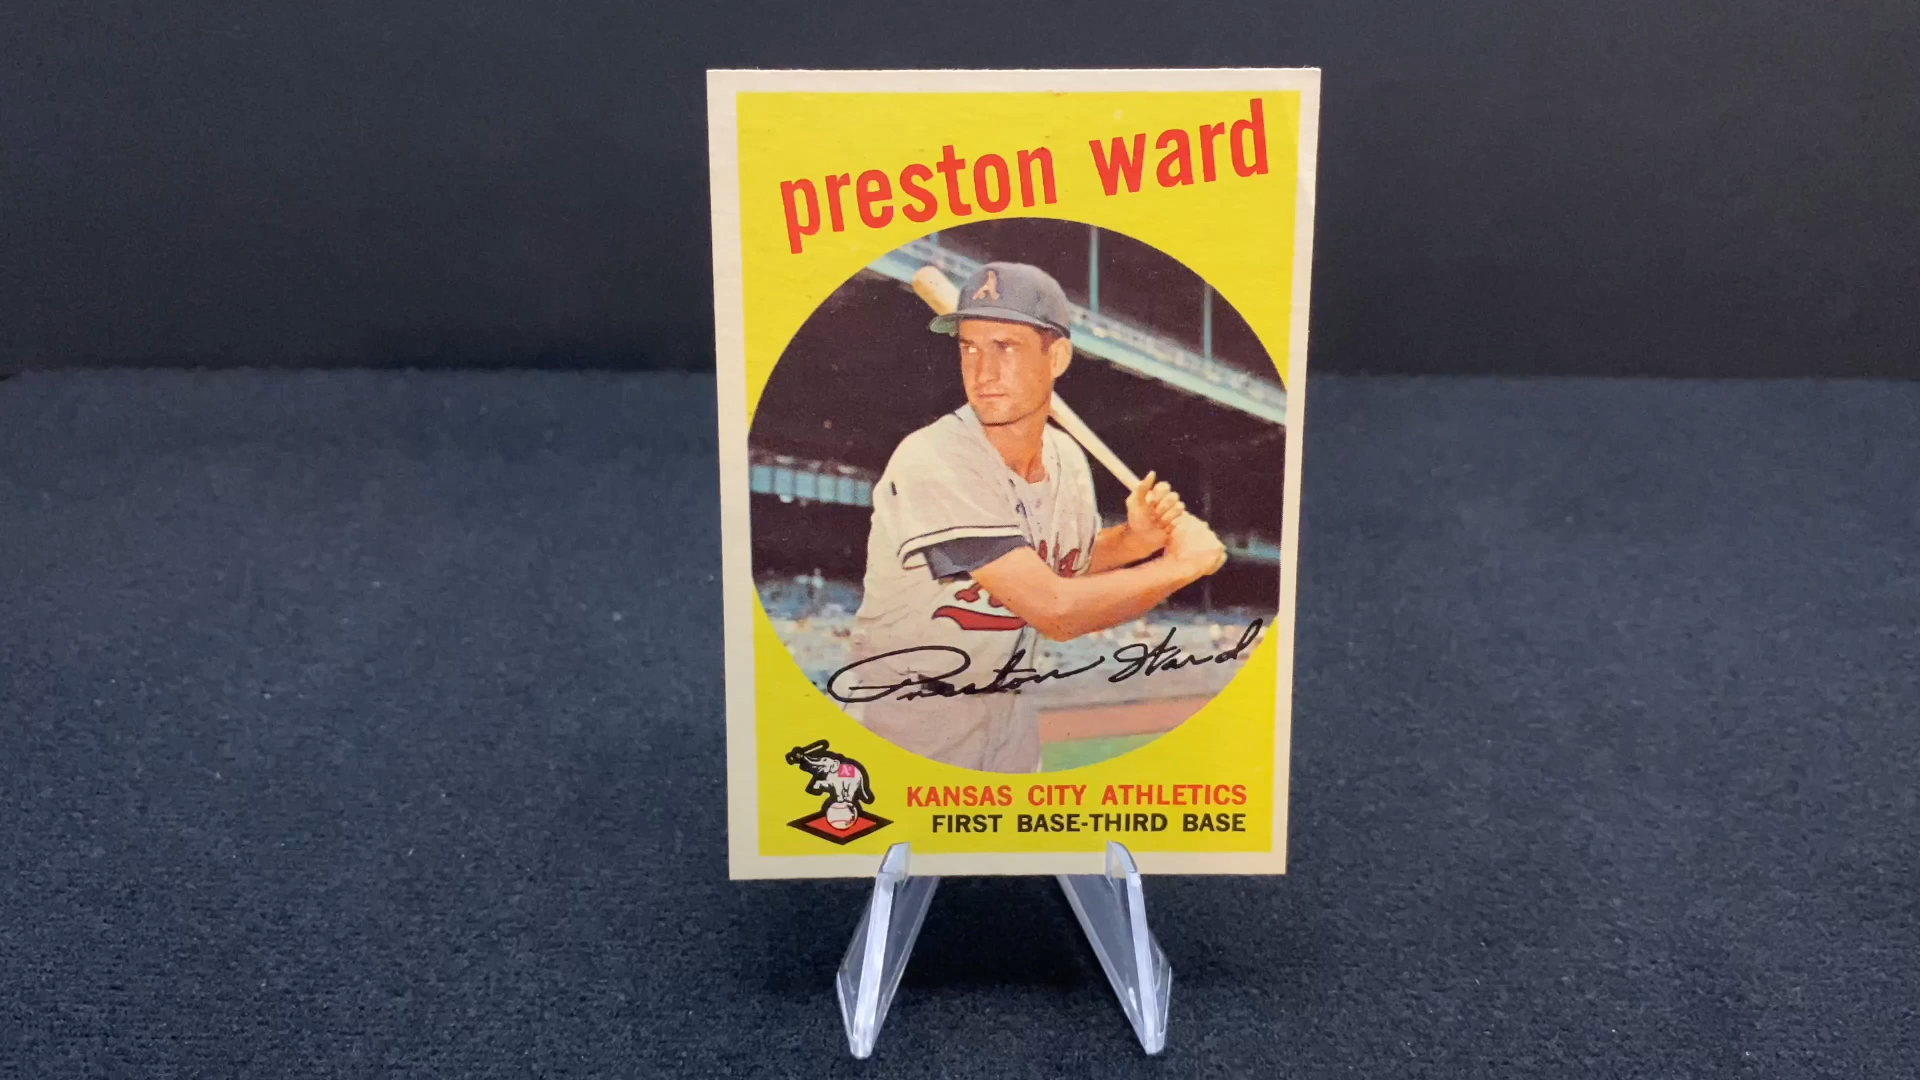 preston ward
A
Preston Ward
A
KANSAS CITY ATHLETICS
FIRST BASE-THIRD BASE